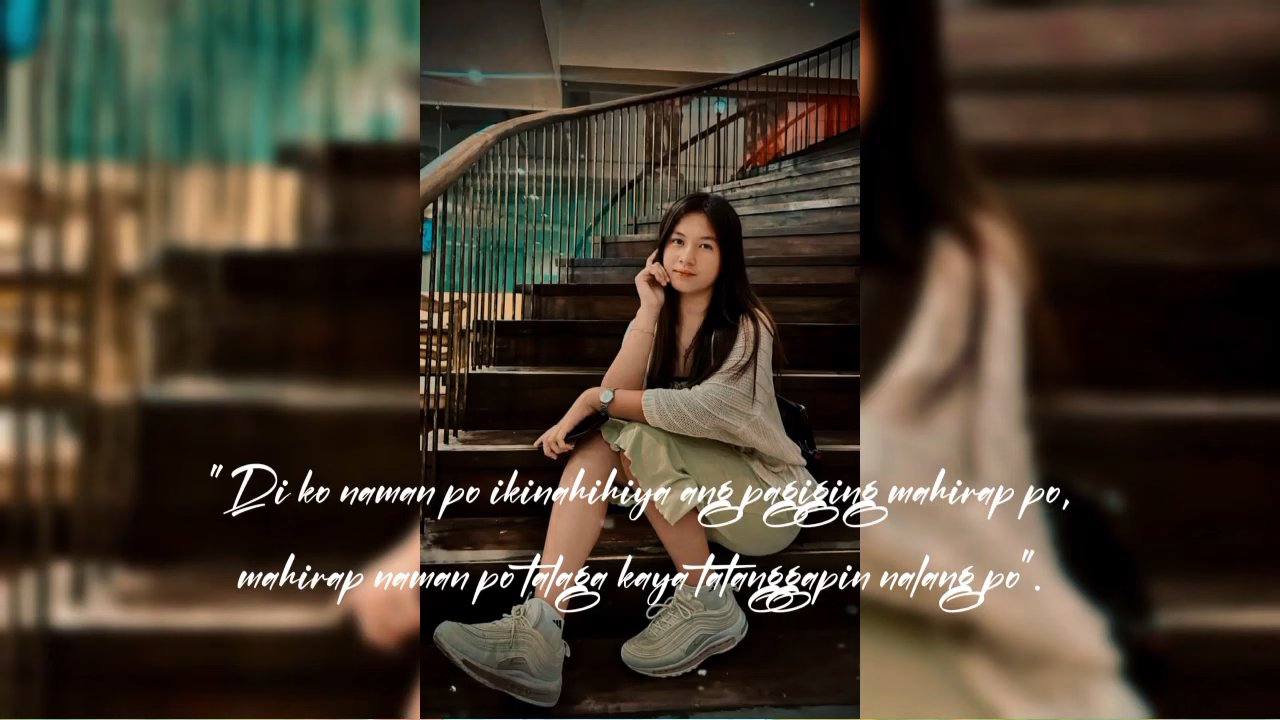 "Di ko naman po ikinahihiya ang pagiging mahirap po,
mahirap naman po talaga kaya tatanggapin nalang po".